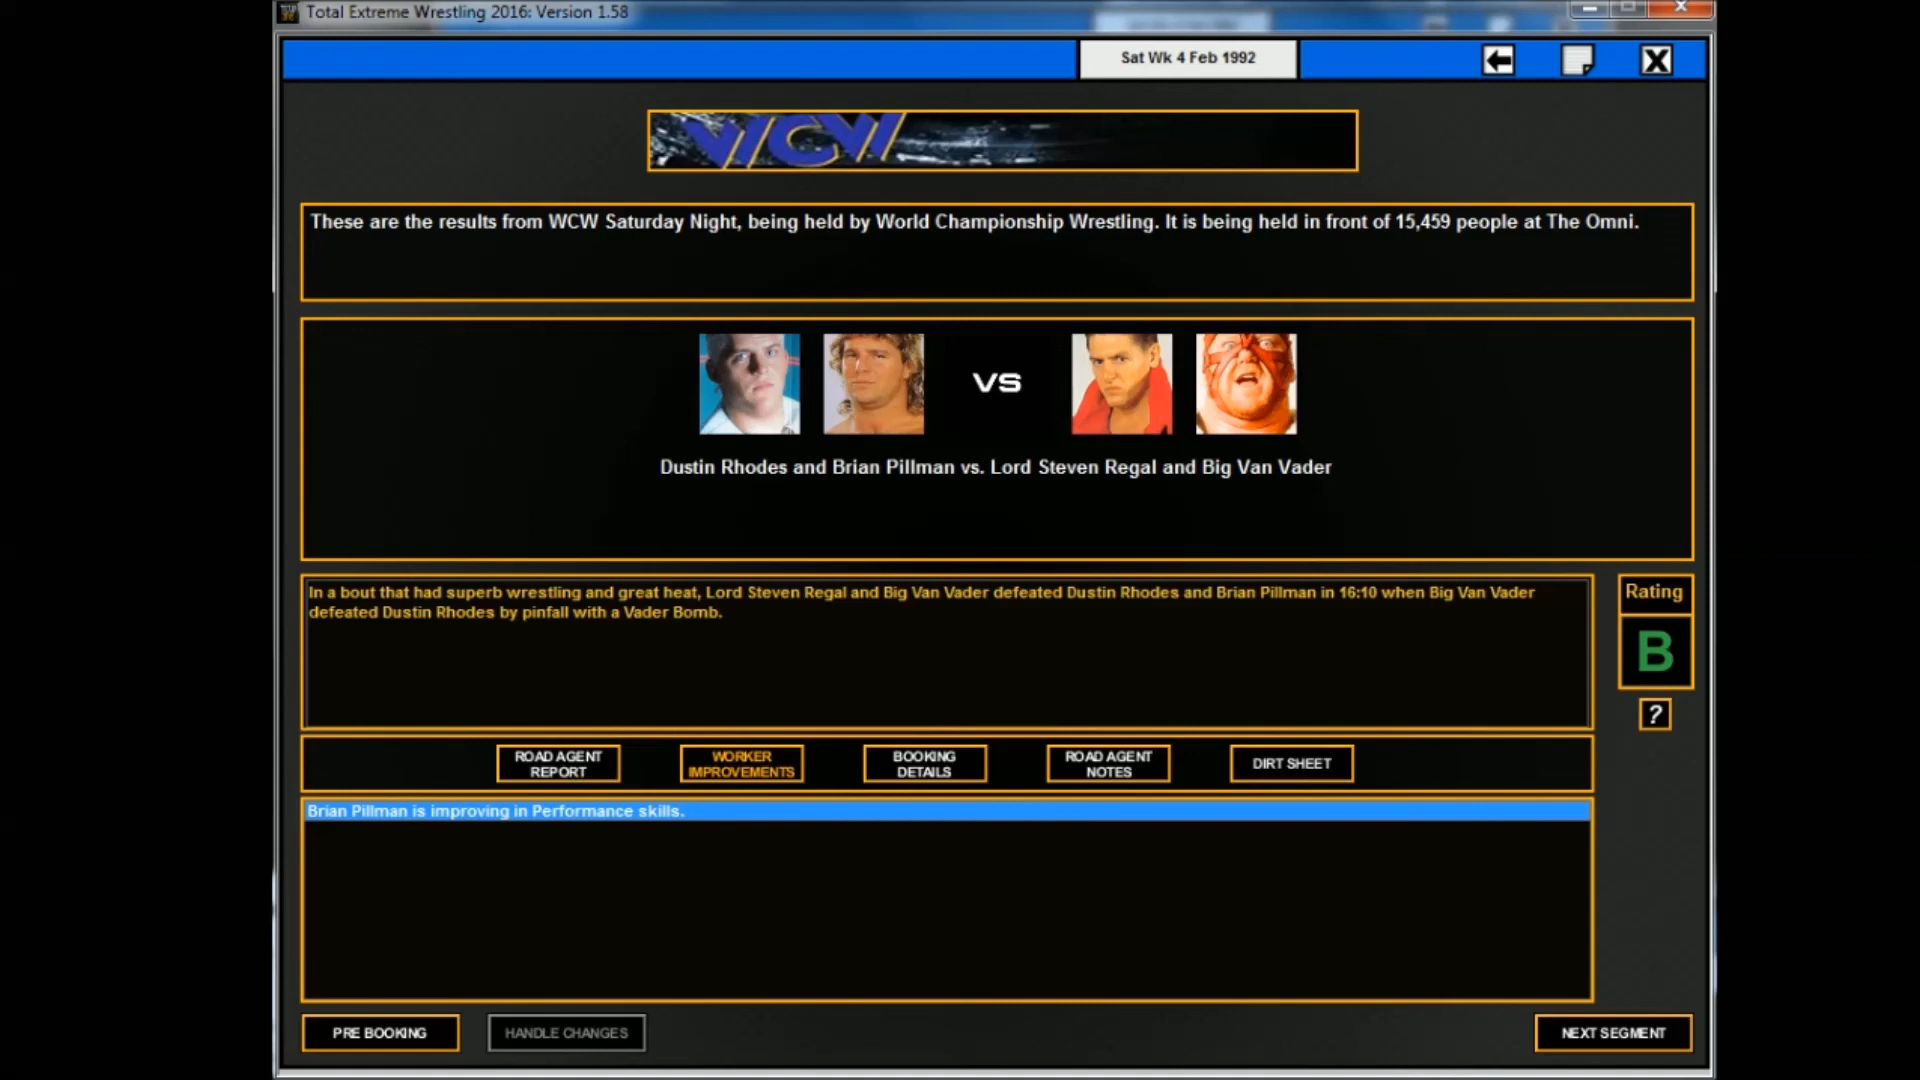 Total Extreme Wrestling 2016: Version 1.58
Sat Wk 4 Feb 1992
WCW
These are the results from WCW Saturday Night, being held by World Championship Wrestling. It is being held in front of 15,459 people at The Omni.
VS
Dustin Rhodes and Brian Pillman vs. Lord Steven Regal and Big Van Vader
In a bout that had superb wrestling and great heat, Lord Steven Regal and Big Van Vader defeated Dustin Rhodes and Brian Pillman in 16:10 when Big Van Vader
defeated Dustin Rhodes by pinfall with a Vader Bomb.
Rating
B
?
ROAD AGENT
REPORT
WORKER
IMPROVEMENTS
BOOKING
DETAILS
ROAD AGENT
NOTES
DIRT SHEET
Brian Pillman is improving in Performance skills.
PRE BOOKING
HANDLE CHANGES
NEXT SEGMENT